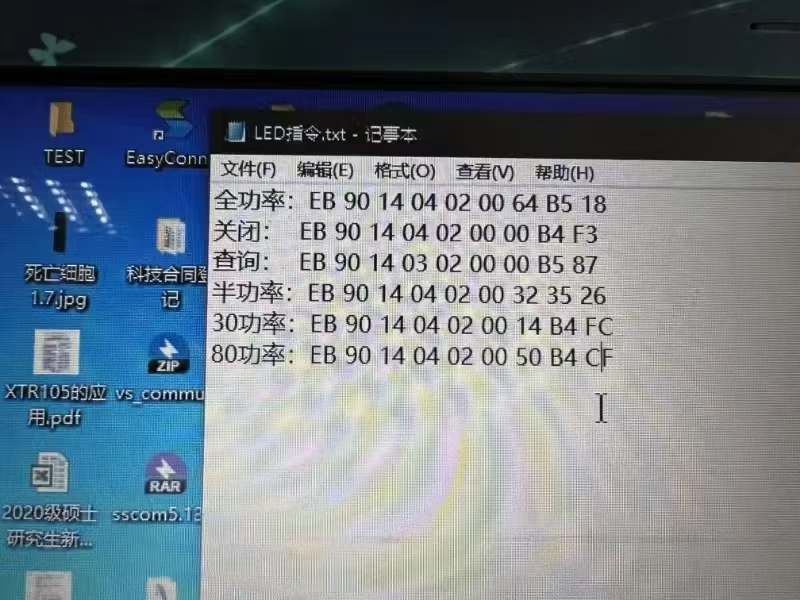 LED指令.txt - 记事本
文件(F) 编辑(E) 格式(O) 查看(V) 帮助(H)
全功率：EB 90 14 04 02 00 64 B5 18
关闭： EB 90 14 04 02 00 00 B4 F3
查询： EB 90 14 03 02 00 00 B5 87
半功率：EB 90 14 04 02 00 32 35 26
30功率：EB 90 14 04 02 00 14 B4 FC
80功率：EB 90 14 04 02 00 50 B4 CF
TEST
EasyConn
死亡细胞
1.7.jpg
科技合同登
记
XTR105的应
用.pdf
ZIP
vs_commu
2020级硕士
研究生新...
RAR
sscom5.13